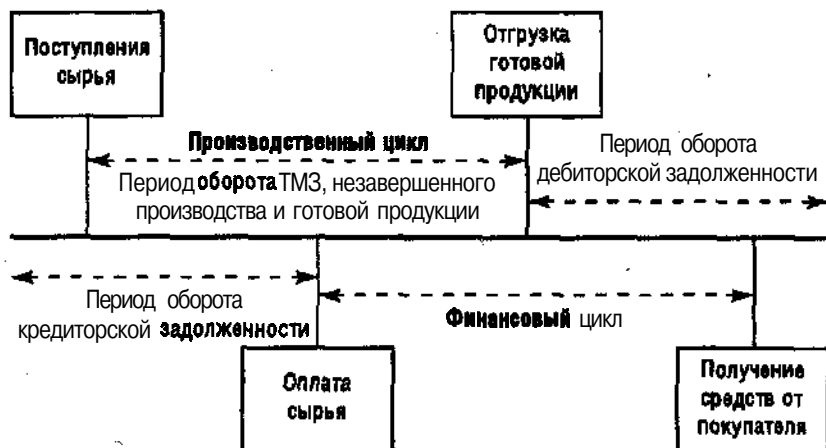 Поступления
сырья
Отгрузка
готовой
продукции
Производственный цикл
Период оборота ТМЗ, незавершенного
производства и готовой продукции
Период оборота
дебиторской задолженности
Период оборота
кредиторской задолженности
Финансовый цикл
Оплата
сырья
Получение
средств от
покупателя